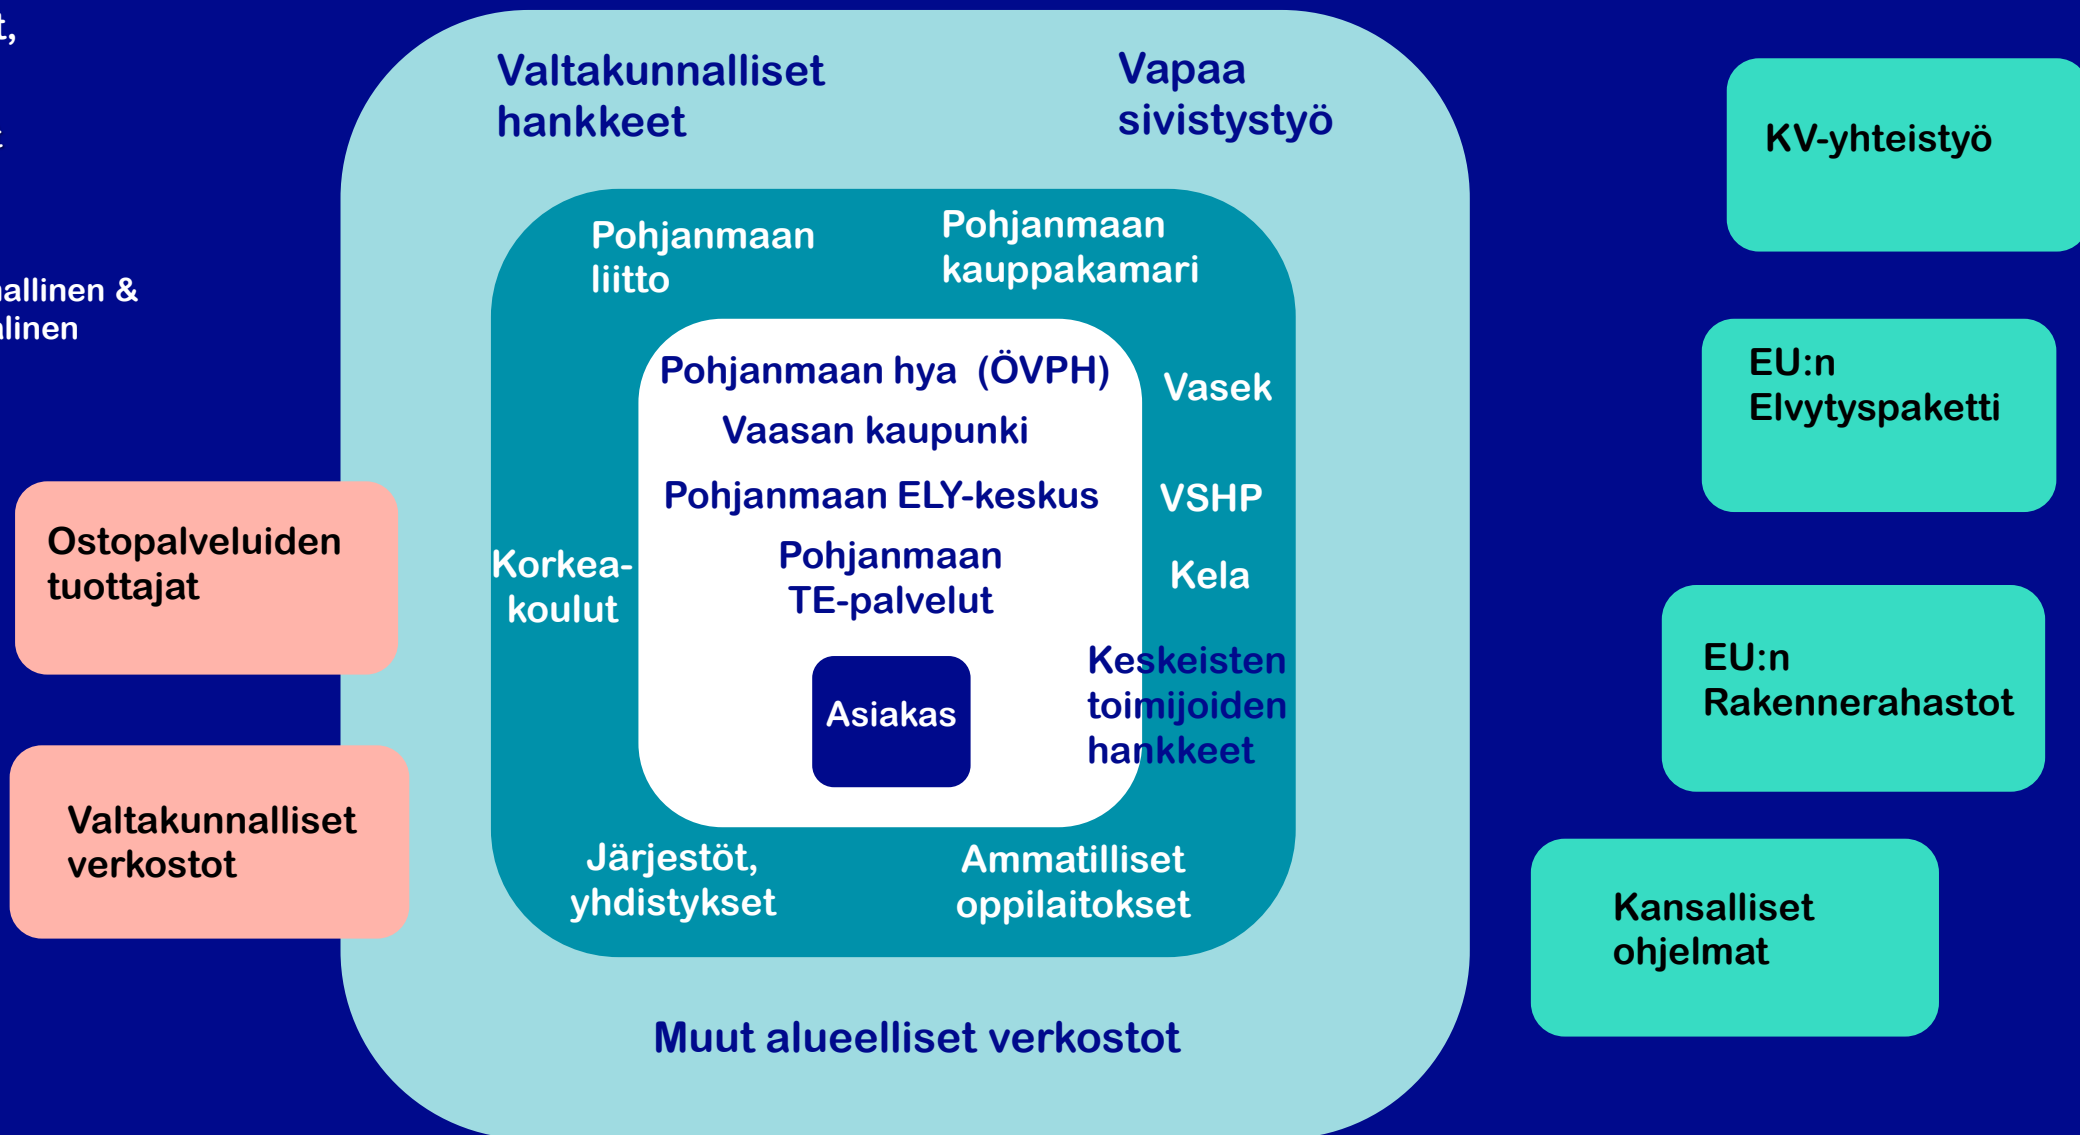 t,
Valtakunnalliset
hankkeet
Vapaa
sivistystyö
KV-yhteistyö
Pohjanmaan
liitto
Pohjanmaan
kauppakamari
allinen &
linen
Pohjanmaan hya (ÖVPH)
Vaasan kaupunki
Pohjanmaan ELY-keskus
Pohjanmaan
TE-palvelut
Asiakas
Vasek
VSHP
Kela
Keskeisten
toimijoiden
hankkeet
Korkea-
koulut
Järjestöt,
yhdistykset
Ammatilliset
oppilaitokset
Muut alueelliset verkostot
Ostopalveluiden
tuottajat
Valtakunnalliset
verkostot
EU:n
Elvytyspaketti
EU:n
Rakennerahastot
Kansalliset
ohjelmat